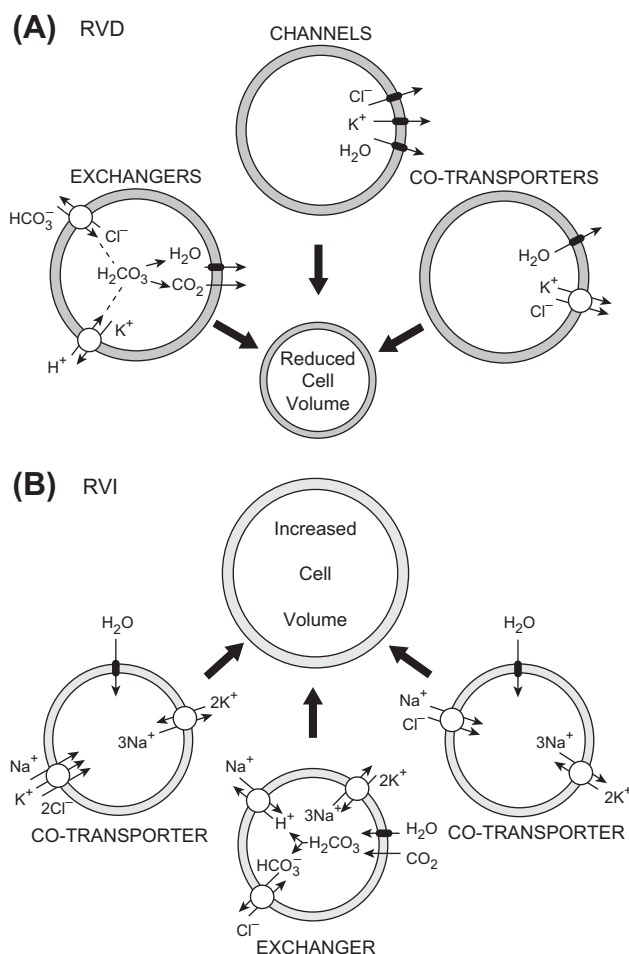 (A) RVD
CHANNELS
Cl⁻
K⁺
H₂O
EXCHANGERS
HCO₃⁻
Cl⁻
H₂CO₃
H₂O
CO₂
K⁺
H⁺
CO-TRANSPORTERS
H₂O
K⁺
Cl⁻
Reduced
Cell
Volume
(B) RVI
Increased
Cell
Volume
H₂O
2K⁺
3Na⁺
Na⁺
K⁺
2Cl⁻
CO-TRANSPORTER
Na⁺
2K⁺
3Na⁺
H⁺
H₂O
H₂CO₃
CO₂
HCO₃⁻
Cl⁻
EXCHANGER
H₂O
Na⁺
Cl⁻
3Na⁺
2K⁺
CO-TRANSPORTER